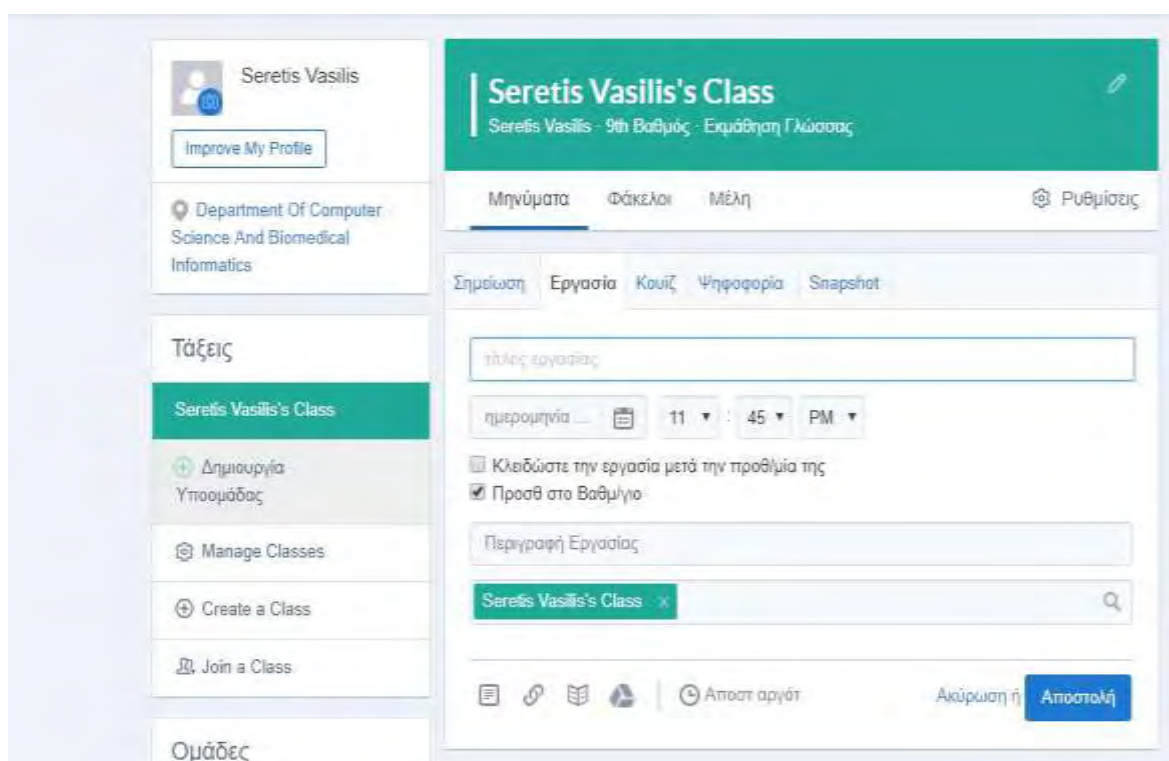 Seretis Vasilis
Improve My Profile
Department Of Computer
Science And Biomedical
Informatics
Τάξεις
Seretis Vasilis's Class
Δημιουργία
Υποομάδας
Manage Classes
Create a Class
Join a Class
Ομάδες
Seretis Vasilis's Class
Seretis Vasilis · 9th Βαθμός · Εκμάθηση Γλώσσας
Μηνύματα Φάκελοι Μέλη Ρυθμίσεις
Σημείωση Εργασία Κουίζ Ψηφοφορία Snapshot
τίτλος εργασίας
ημερομηνία ... 11 : 45 PM
Κλειδώστε την εργασία μετά την προθ/μία της
Προσθ στο Βαθμ/γιο
Περιγραφή Εργασίας
Seretis Vasilis's Class x
Αποστ αργότ Ακύρωση ή Αποστολή